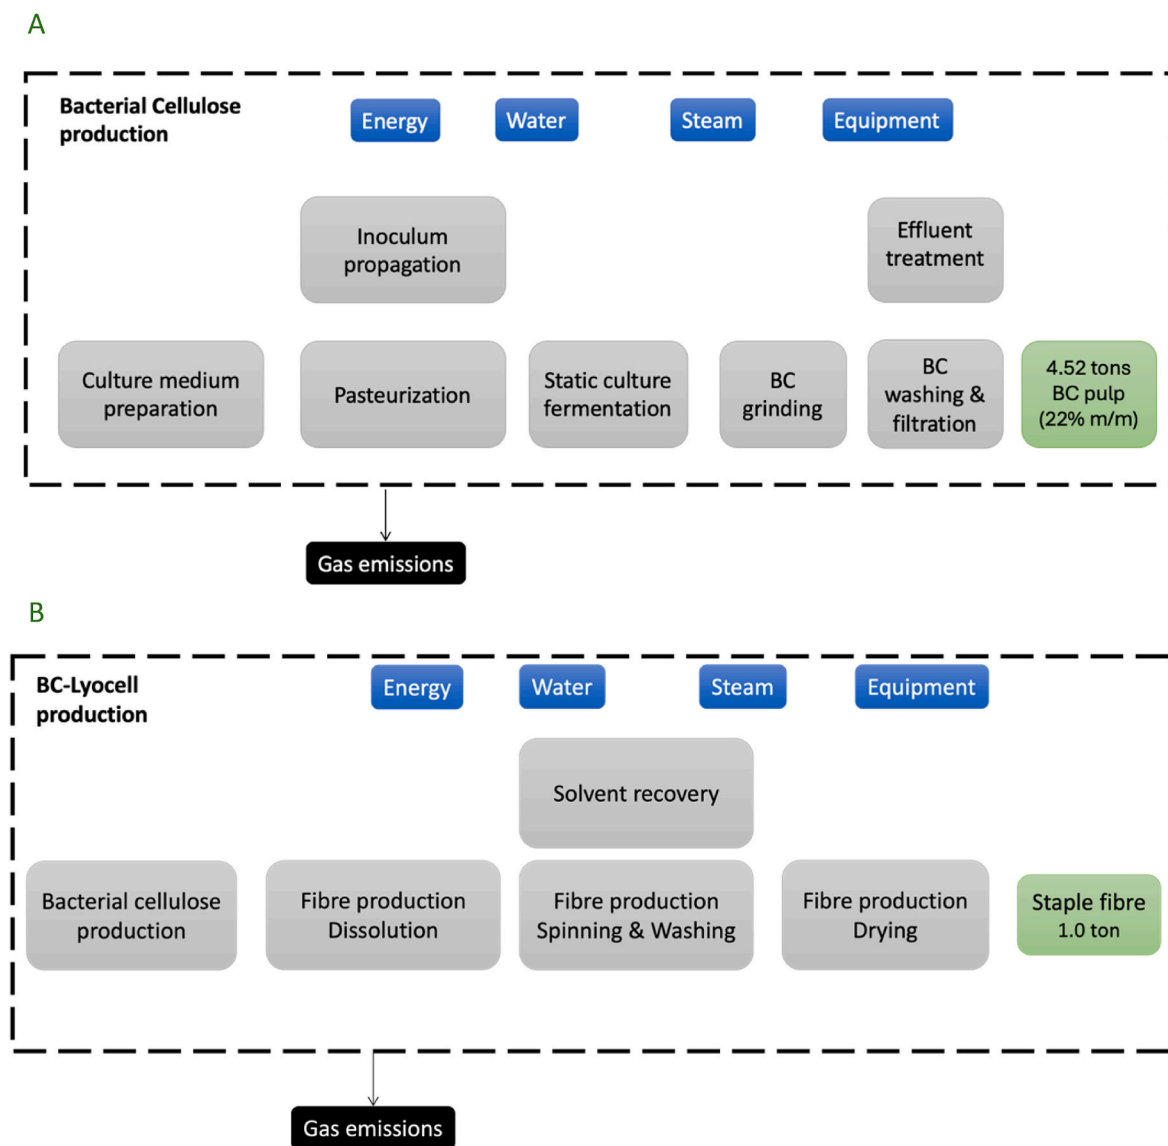 A
Bacterial Cellulose
production
Energy
Water
Steam
Equipment
Inoculum
propagation
Effluent
treatment
Culture medium
preparation
Pasteurization
Static culture
fermentation
BC
grinding
BC
washing &
filtration
4.52 tons
BC pulp
(22% m/m)
Gas emissions
B
BC-Lyocell
production
Energy
Water
Steam
Equipment
Solvent recovery
Bacterial cellulose
production
Fibre production
Dissolution
Fibre production
Spinning & Washing
Fibre production
Drying
Staple fibre
1.0 ton
Gas emissions